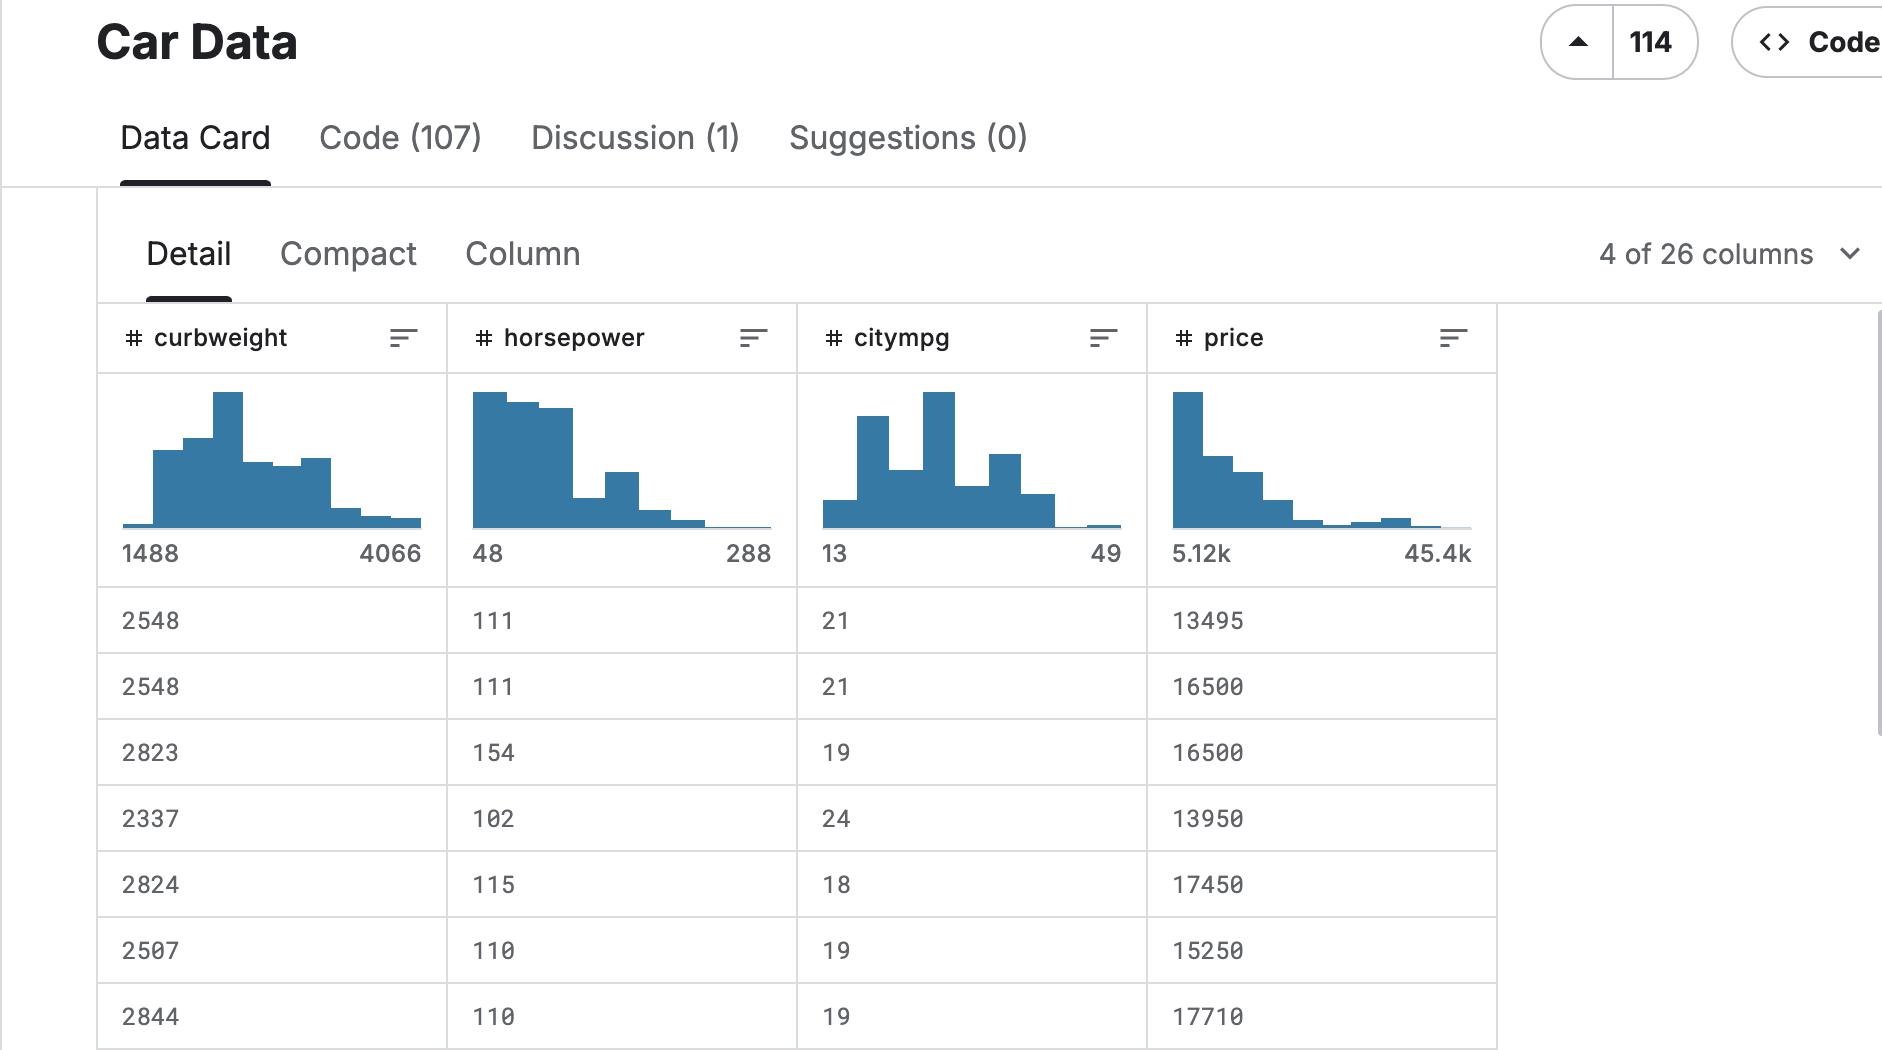 Car Data
114
Code
Data Card Code (107) Discussion (1) Suggestions (0)
Detail Compact Column
4 of 26 columns
# curbweight # horsepower # citympg # price
1488 4066 48 288 13 49 5.12k 45.4k
2548 111 21 13495
2548 111 21 16500
2823 154 19 16500
2337 102 24 13950
2824 115 18 17450
2507 110 19 15250
2844 110 19 17710